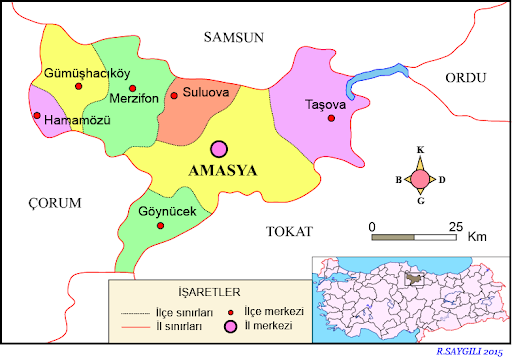 SAMSUN
ORDU
Gümüşhacıköy
Merzifon
Suluova
Taşova
Hamamözü
AMASYA
K
B
D
G
ÇORUM
Göynücek
TOKAT
0 25
Km
İŞARETLER
İlçe sınırları
İlçe merkezi
İl sınırları
İl merkezi
R.SAYGILI 2015